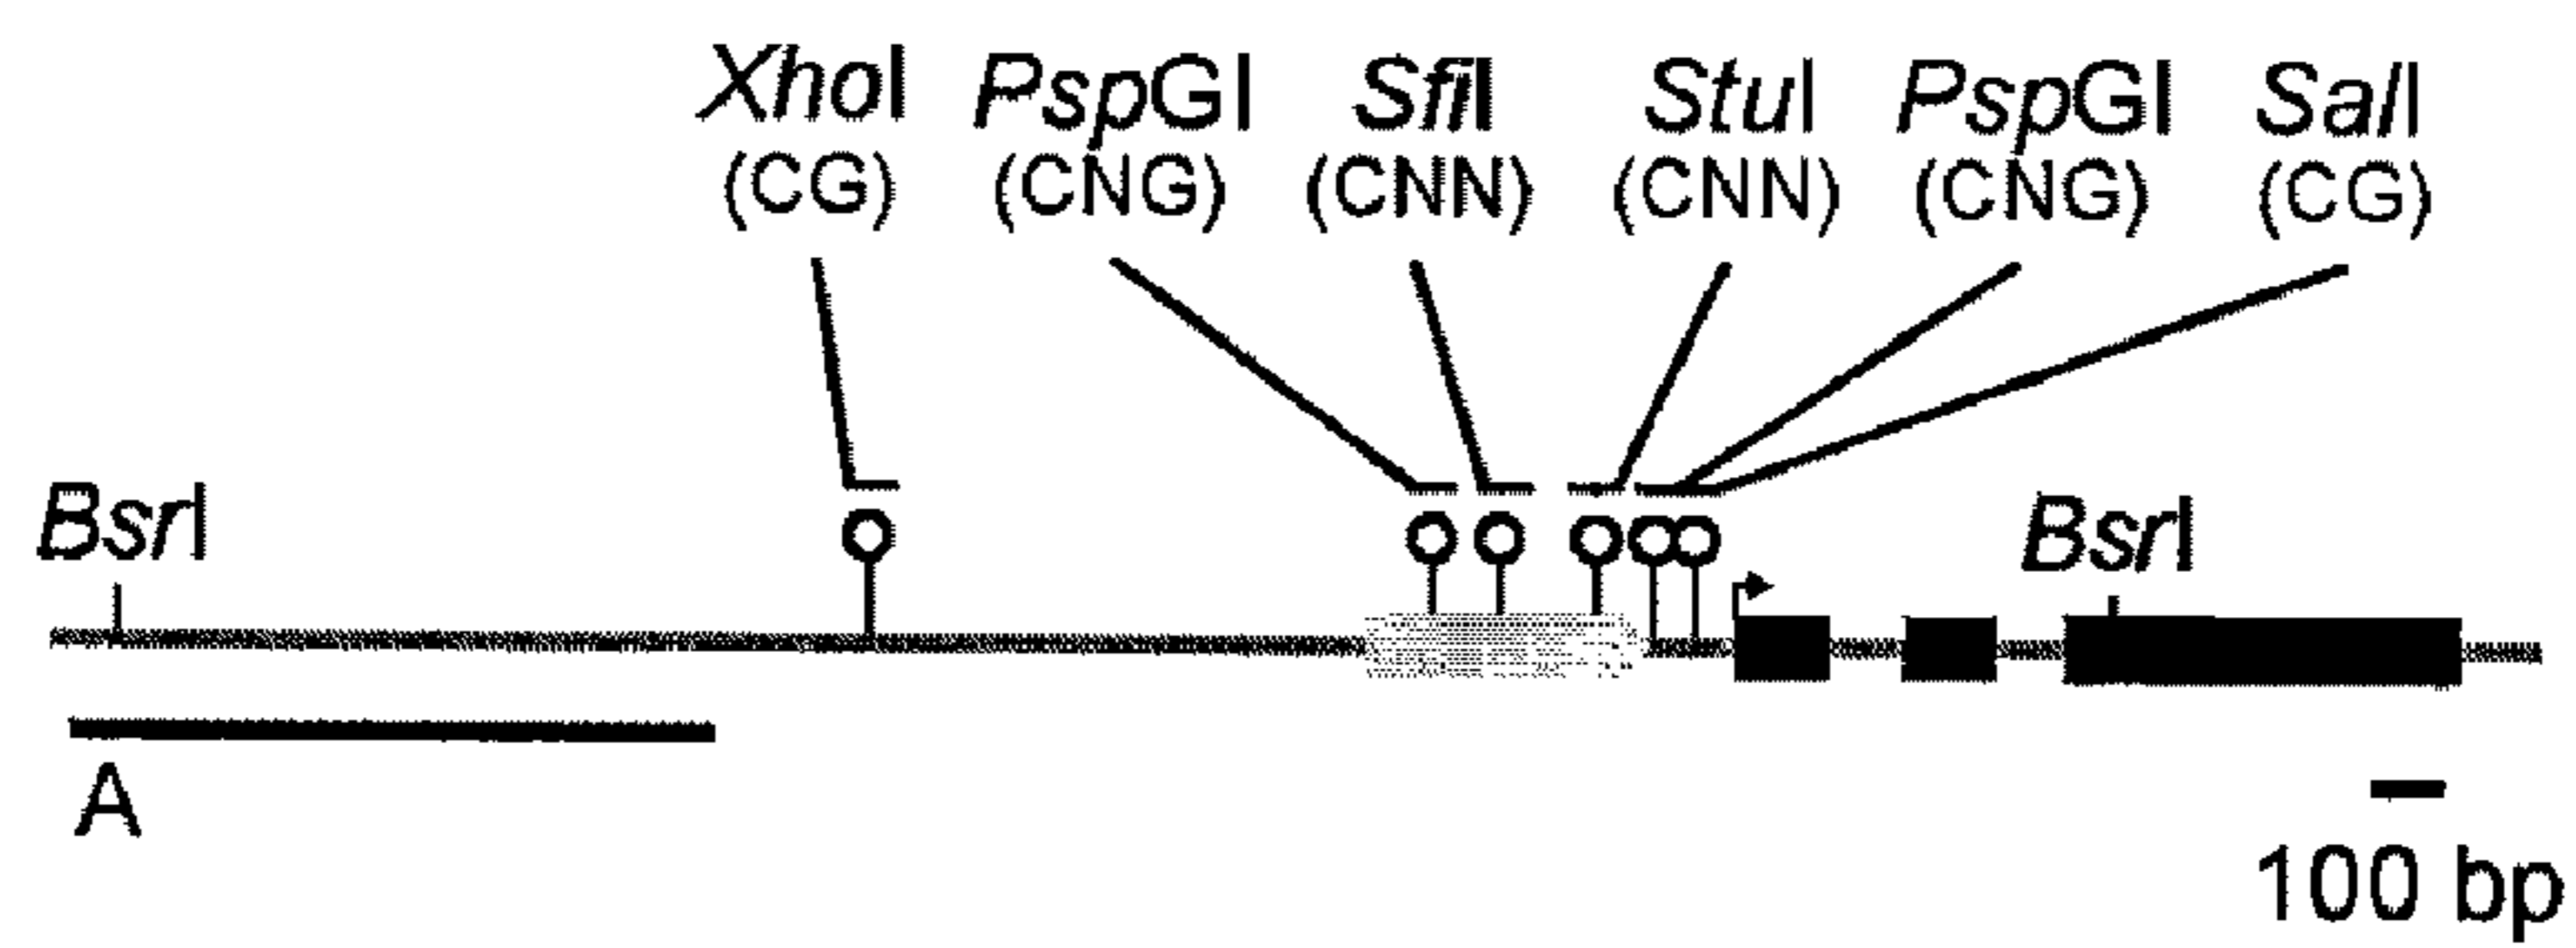 XhoI PspGI SfiI StuI PspGI SalI
(CG) (CNG) (CNN) (CNN) (CNG) (CG)
BsrI BsrI
A
100 bp